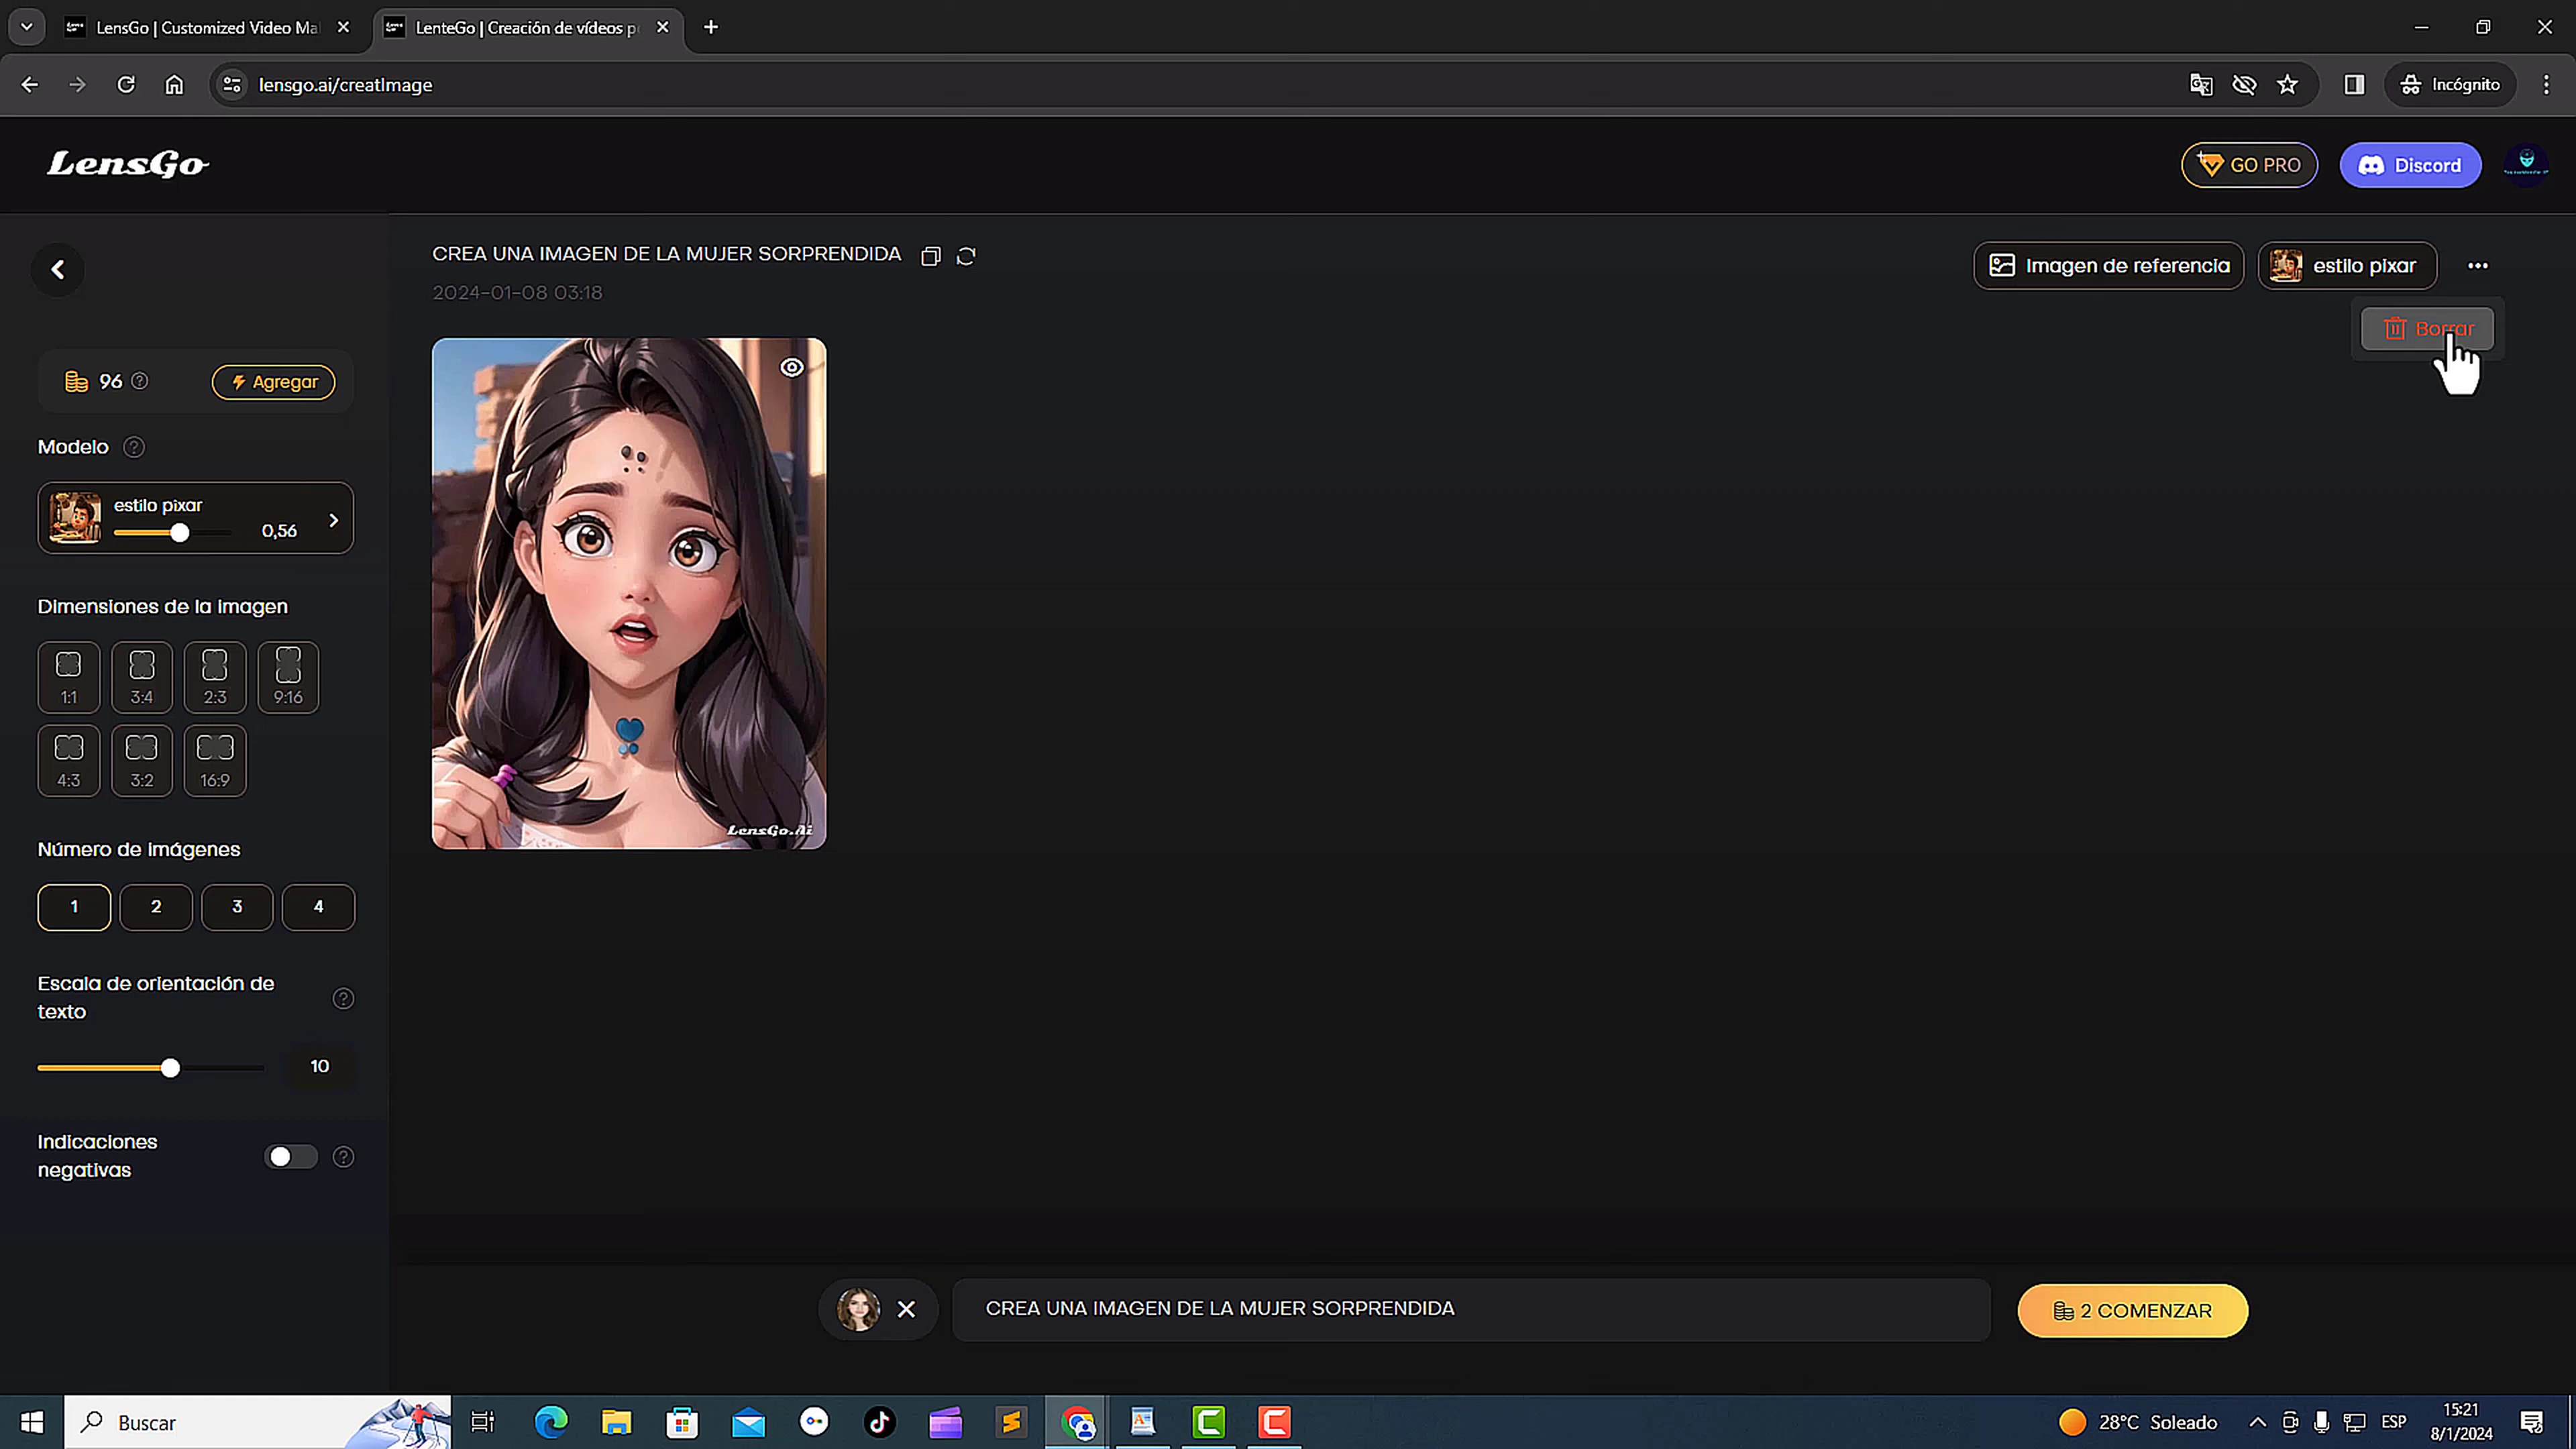 LensGo | Customized Video Mal
LenteGo | Creación de vídeos pe
lensgo.ai/creatImage
Incógnito
LensGo
GO PRO
Discord
CREA UNA IMAGEN DE LA MUJER SORPRENDIDA
2024-01-08 03:18
Imagen de referencia
estilo pixar
Borrar
96
Agregar
Modelo
estilo pixar
0,56
Dimensiones de la imagen
1:1
3:4
2:3
9:16
4:3
3:2
16:9
LensGo.Ai
Número de imágenes
1
2
3
4
Escala de orientación de
texto
10
Indicaciones
negativas
CREA UNA IMAGEN DE LA MUJER SORPRENDIDA
2 COMENZAR
Buscar
28°C Soleado
ESP
15:21
8/1/2024